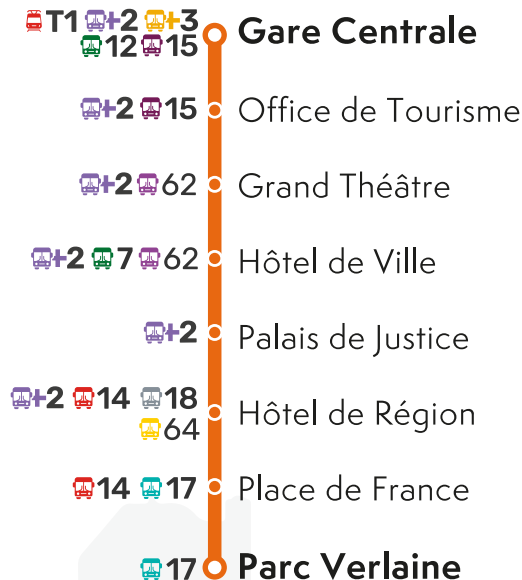 T1 +2 +3
12 15
Gare Centrale
+2 15 Office de Tourisme
+2 62 Grand Théâtre
+2 7 62 Hôtel de Ville
+2 Palais de Justice
+2 14 18
64
Hôtel de Région
14 17 Place de France
17 Parc Verlaine